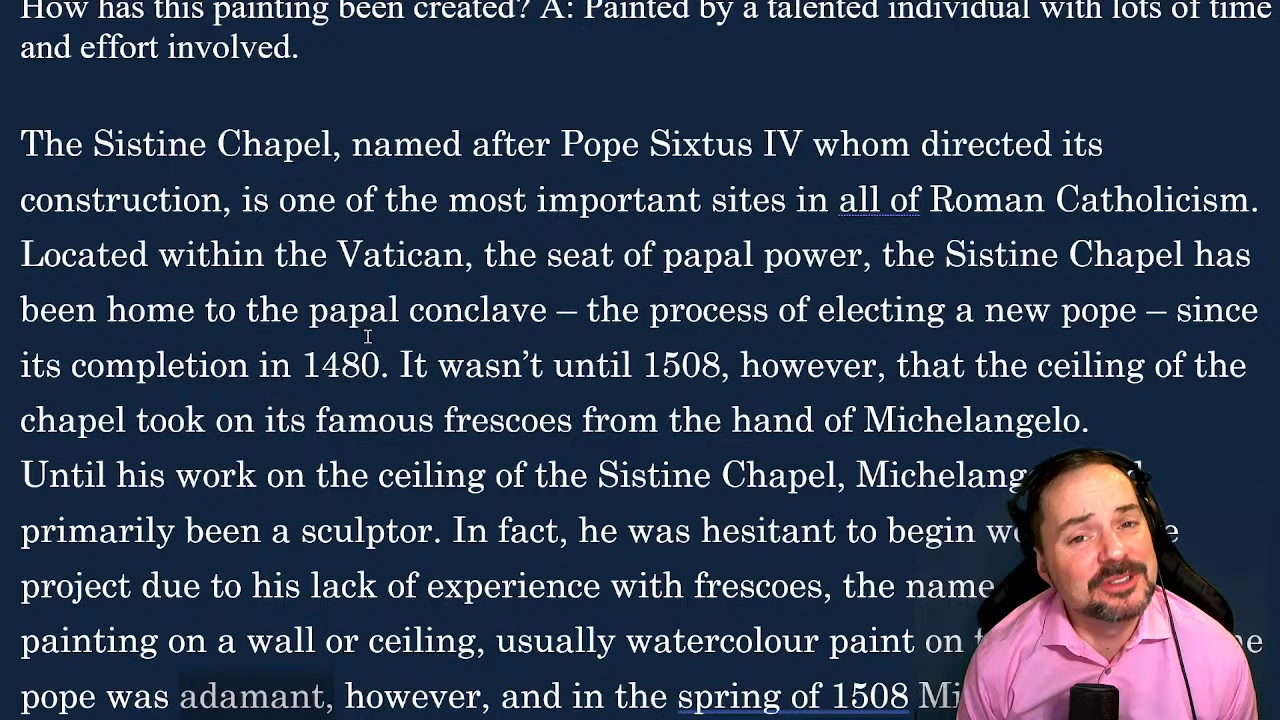 How has this painting been created? A: Painted by a talented individual with lots of time
and effort involved.
The Sistine Chapel, named after Pope Sixtus IV whom directed its
construction, is one of the most important sites in all of Roman Catholicism.
Located within the Vatican, the seat of papal power, the Sistine Chapel has
been home to the papal conclave – the process of electing a new pope – since
its completion in 1480. It wasn’t until 1508, however, that the ceiling of the
chapel took on its famous frescoes from the hand of Michelangelo.
Until his work on the ceiling of the Sistine Chapel,
primarily been a sculptor. In fact, he was hesitant to begin
project due to his lack of experience with frescoes, the name
painting on a wall or ceiling, usually watercolour paint on
pope was adamant, however, and in the spring of 1508